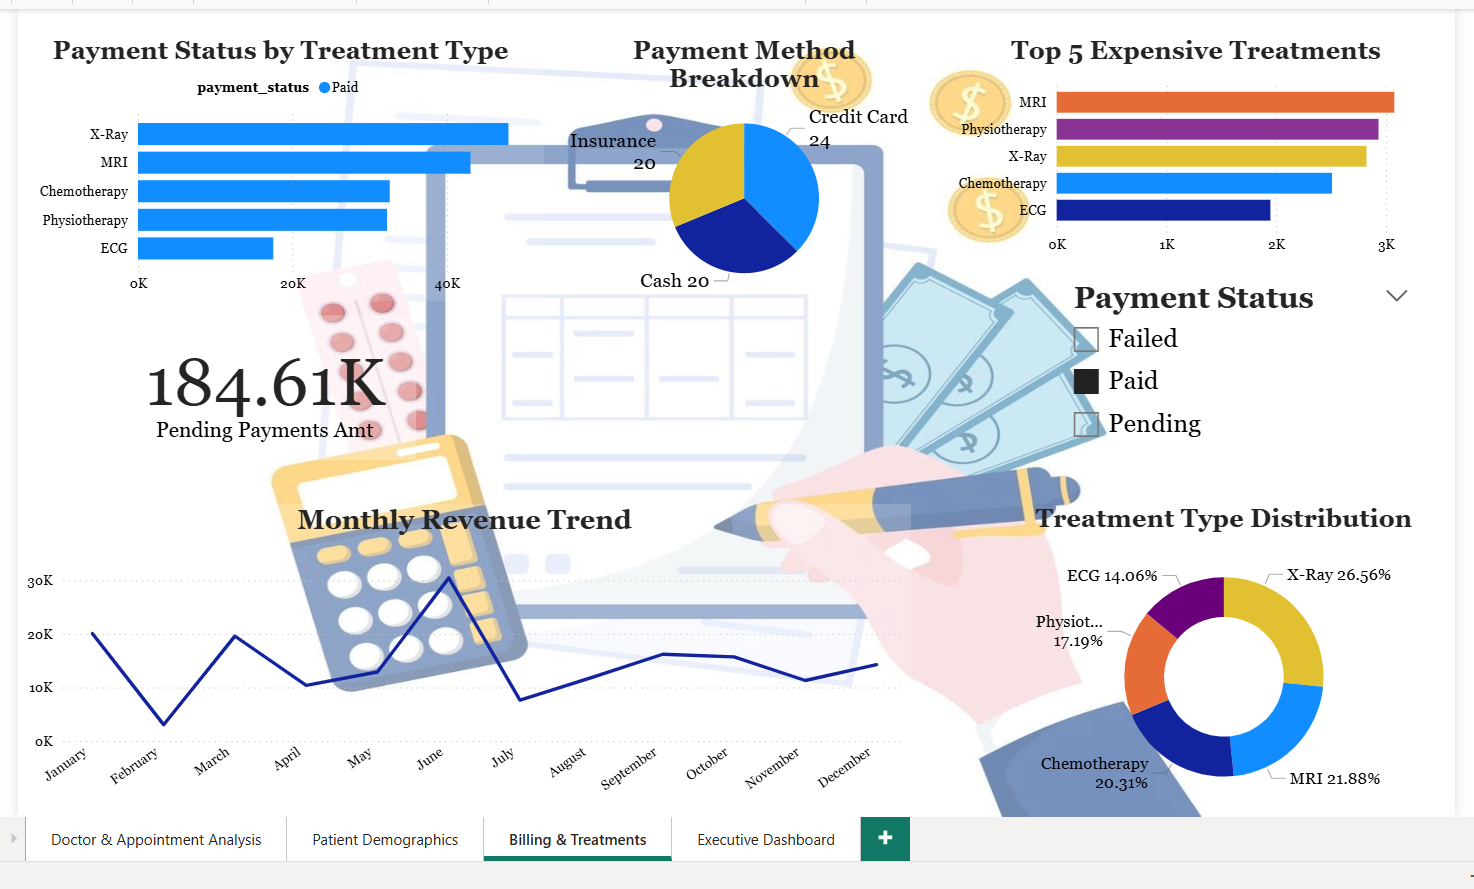 Payment Status by Treatment Type
payment_status Paid
X-Ray
MRI
Chemotherapy
Physiotherapy
ECG
0K 20K 40K
Payment Method
Breakdown
Credit Card
24
Insurance
20
Cash 20
Top 5 Expensive Treatments
MRI
Physiotherapy
X-Ray
Chemotherapy
ECG
0K 1K 2K 3K
184.61K
Pending Payments Amt
Payment Status
Failed
Paid
Pending
Monthly Revenue Trend
30K
20K
10K
0K
January February March April May June July August September October November December
Treatment Type Distribution
ECG 14.06%
X-Ray 26.56%
Physiot...
17.19%
Chemotherapy
20.31%
MRI 21.88%
Doctor & Appointment Analysis Patient Demographics Billing & Treatments Executive Dashboard +